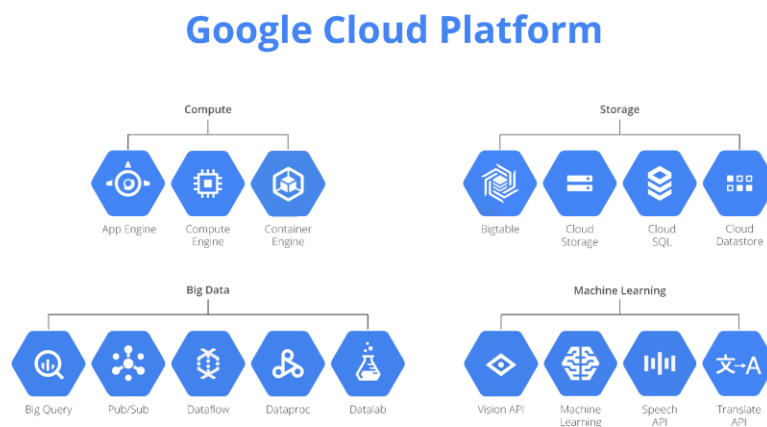 Google Cloud Platform
Compute
App Engine
Compute
Engine
Container
Engine
Storage
Bigtable
Cloud
Storage
Cloud
SQL
Cloud
Datastore
Big Data
Big Query
Pub/Sub
Dataflow
Dataproc
Datalab
Machine Learning
Vision API
Machine
Learning
Speech
API
文→A
Translate
API